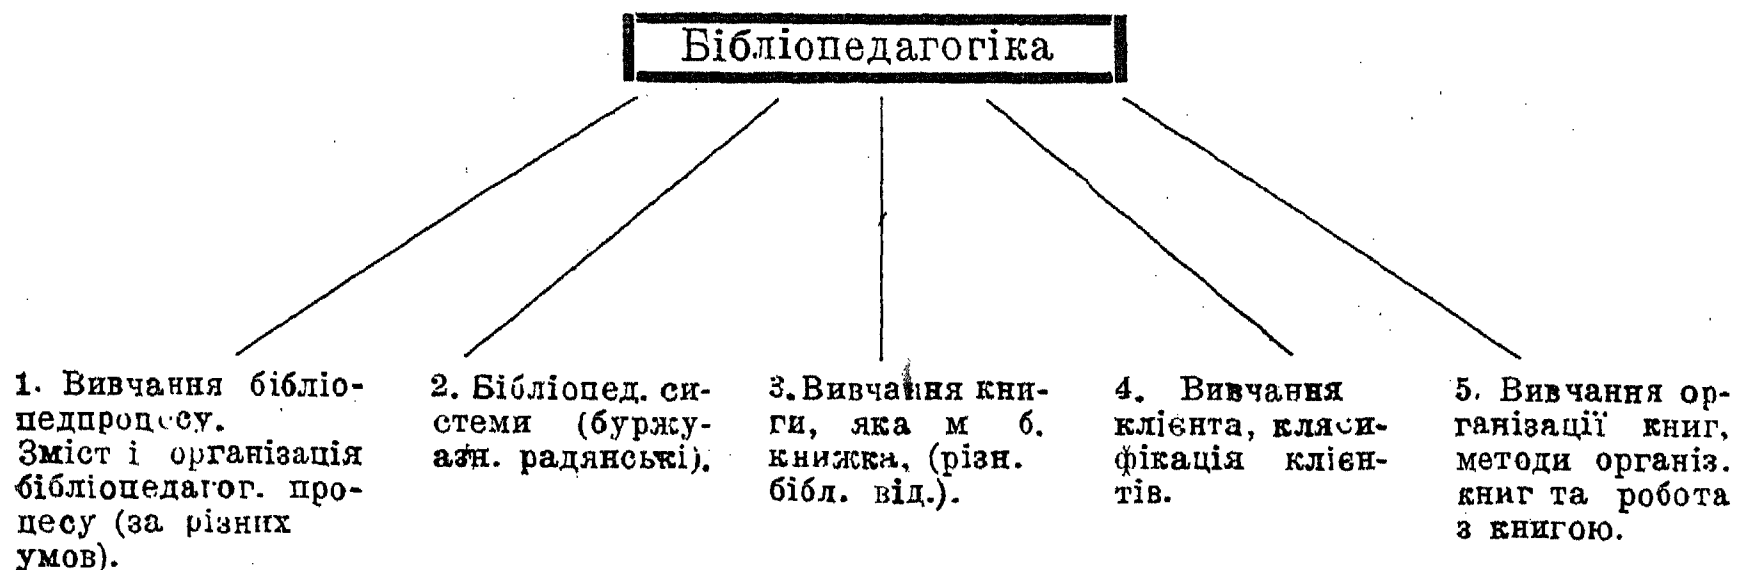 Бібліопедагогіка
1. Вивчання бібліо-
педпроцесу.
Зміст і організація
бібліопедагог. про-
цесу (за різних
умов).
2. Бібліопед. си-
стеми (буржу-
азн. радянські).
3. Вивчання кни-
ги, яка м б.
книжка, (різн.
бібл. від.).
4. Вивчання
клієнта, кляси-
фікація клієн-
тів.
5. Вивчання ор-
ганізації книг,
методи організ.
книг та робота
з книгою.